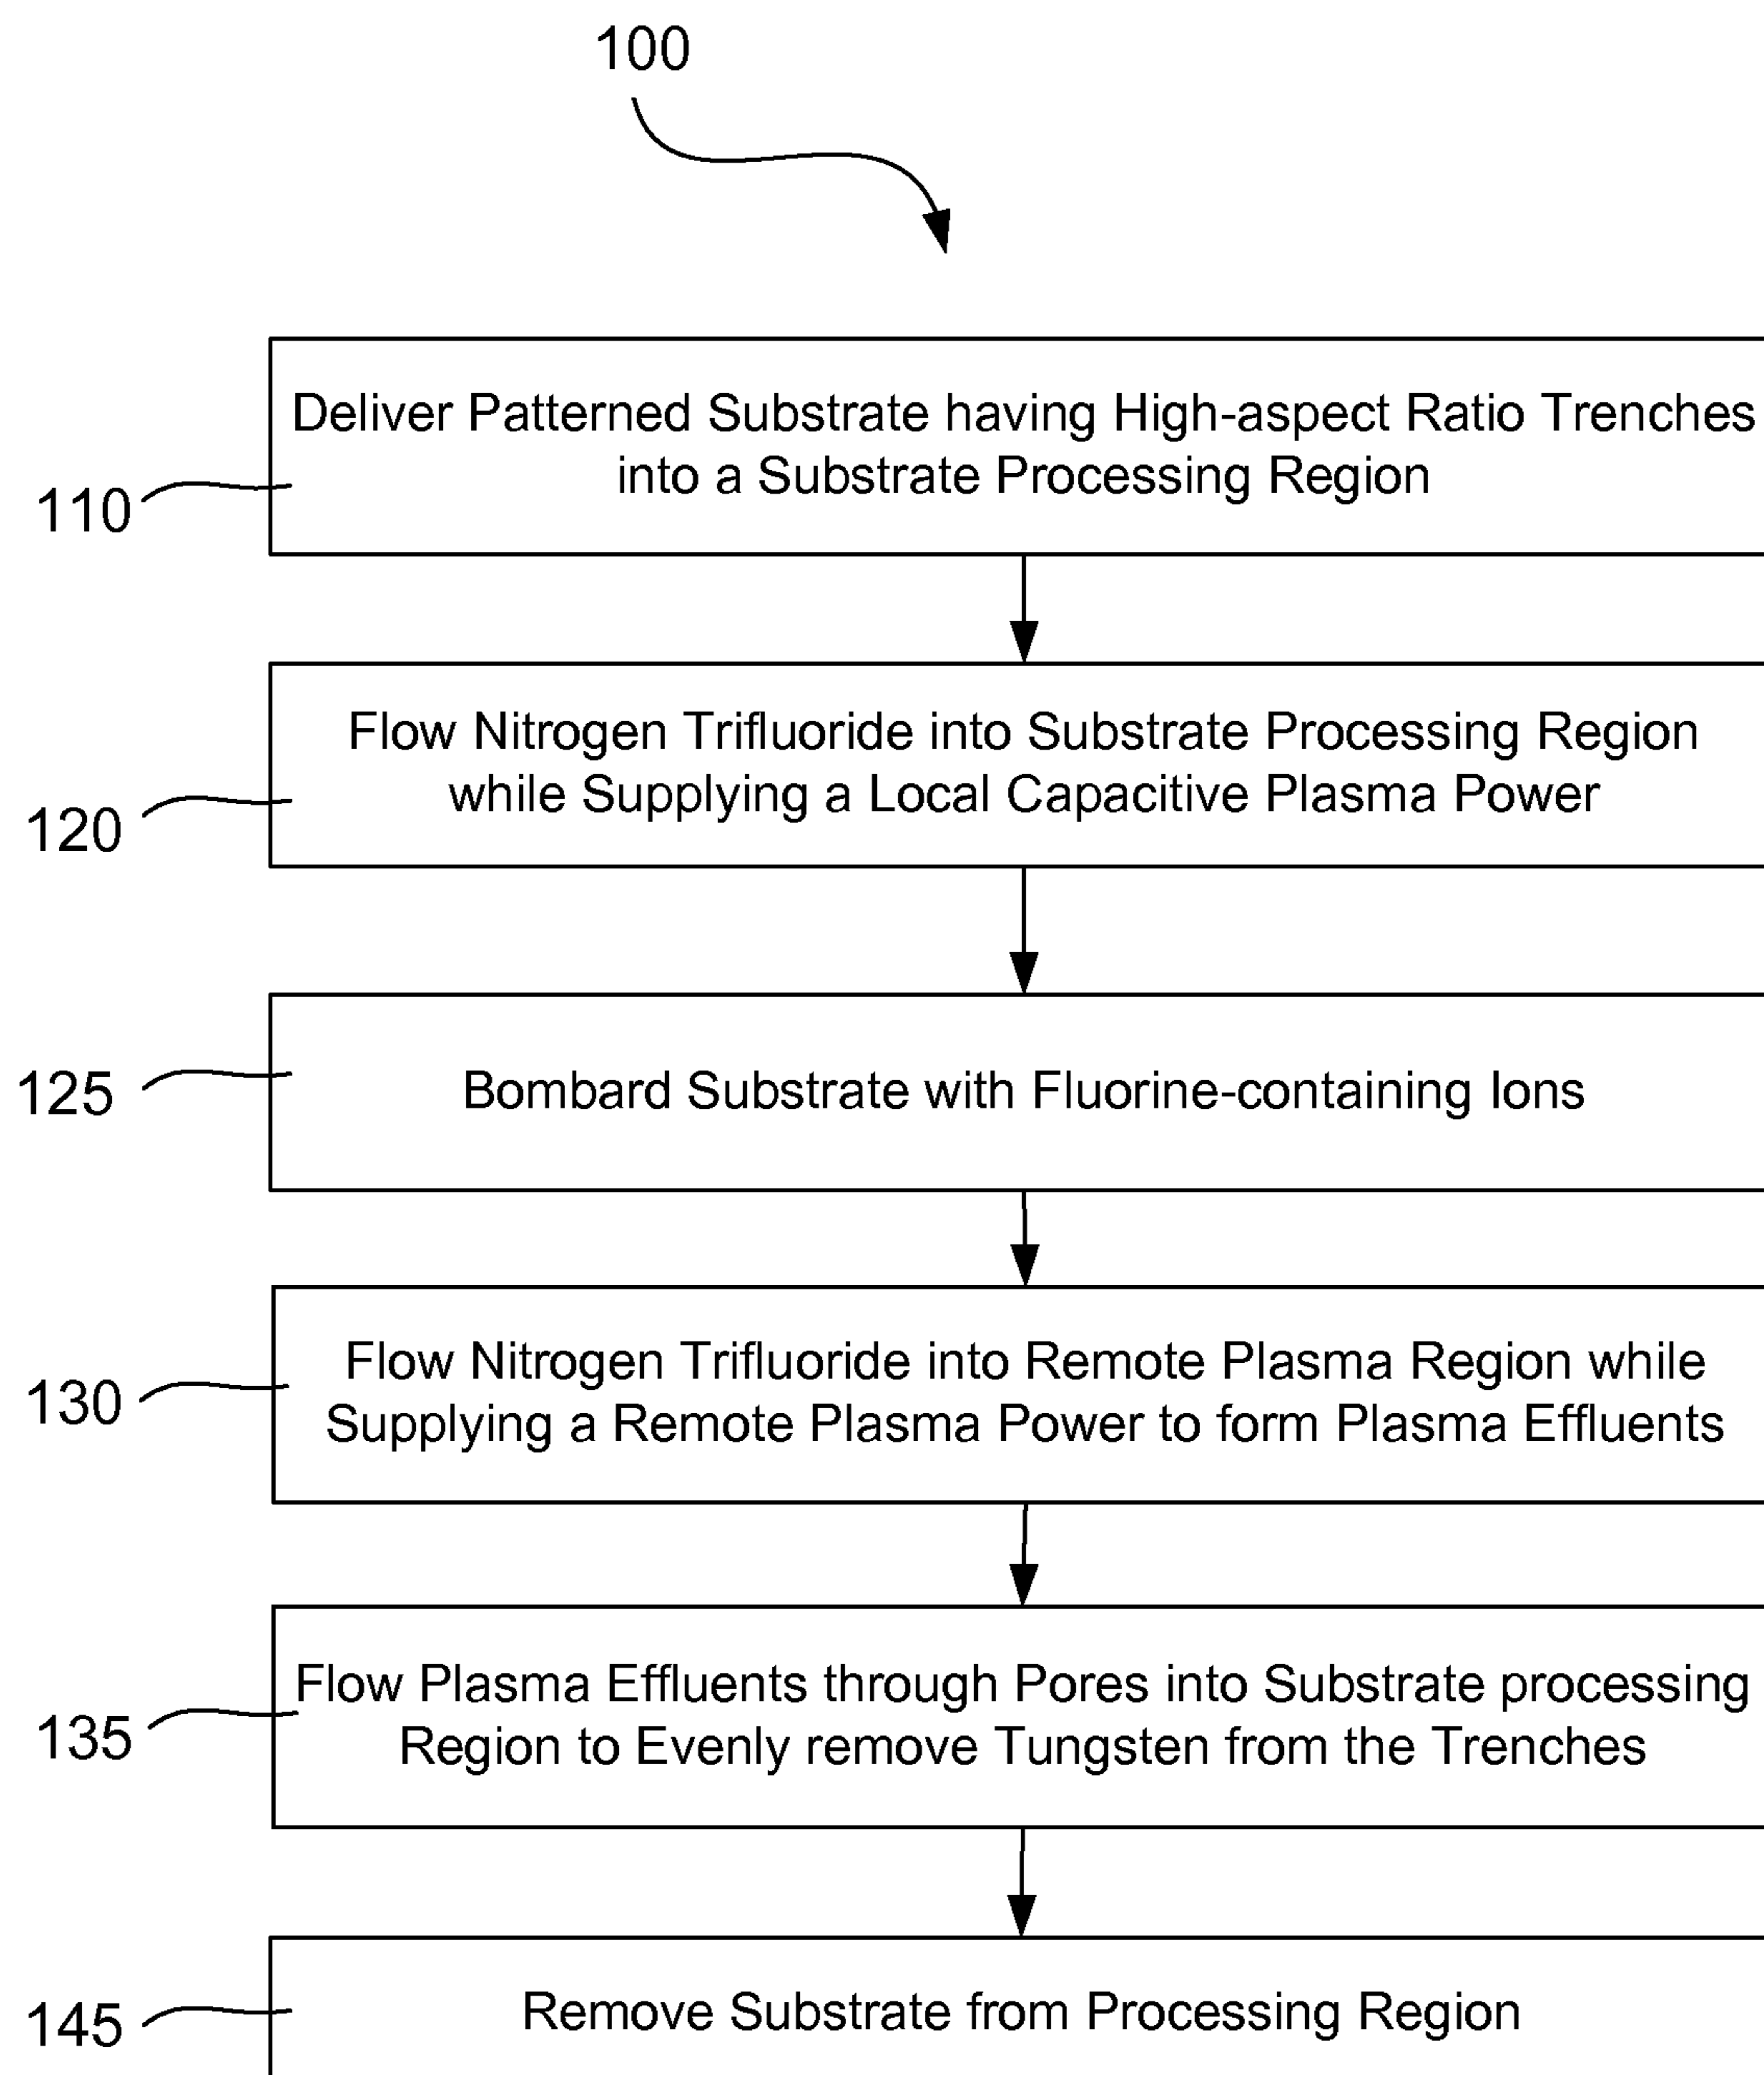 100
Deliver Patterned Substrate having High-aspect Ratio Trenches
into a Substrate Processing Region
110
Flow Nitrogen Trifluoride into Substrate Processing Region
while Supplying a Local Capacitive Plasma Power
120
Bombard Substrate with Fluorine-containing Ions
125
Flow Nitrogen Trifluoride into Remote Plasma Region while
Supplying a Remote Plasma Power to form Plasma Effluents
130
Flow Plasma Effluents through Pores into Substrate processing
Region to Evenly remove Tungsten from the Trenches
135
Remove Substrate from Processing Region
145